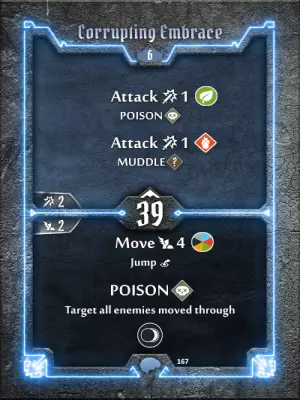 Corrupting Embrace
6
Attack 1
POISON
Attack 1
MUDDLE ?
2
39
2
Move 4
Jump
POISON
Target all enemies moved through
167